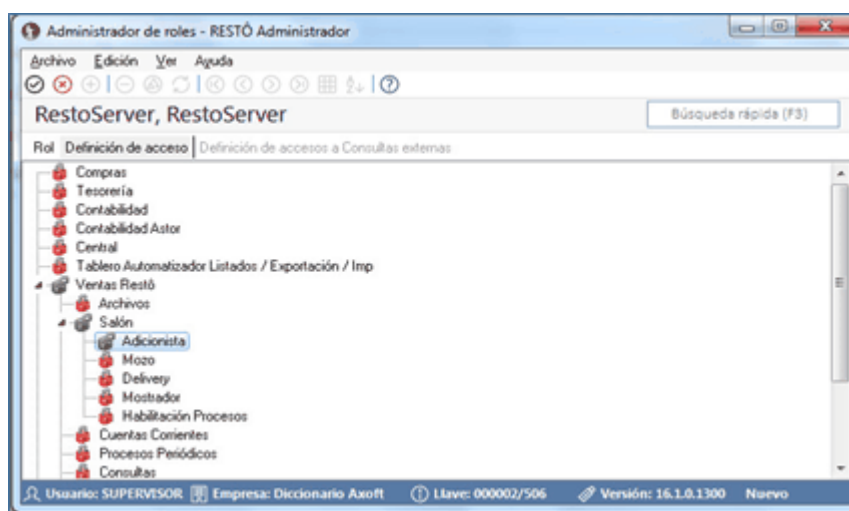 Administrador de roles - RESTÔ Administrador
Archivo Edición Ver Ayuda
RestoServer, RestoServer
Búsqueda rápida (F3)
Rol Definición de acceso Definición de accesos a Consultas externas
Compras
Tesorería
Contabilidad
Contabilidad Astor
Central
Tablero Automatizador Listados / Exportación / Imp
Ventas Restô
Archivos
Salón
Adicionista
Mozo
Delivery
Mostrador
Habilitación Procesos
Cuentas Corrientes
Procesos Periódicos
Consultas
Usuario: SUPERVISOR Empresa: Diccionario Axoft Llave: 000002/506 Versión: 16.1.0.1300 Nuevo